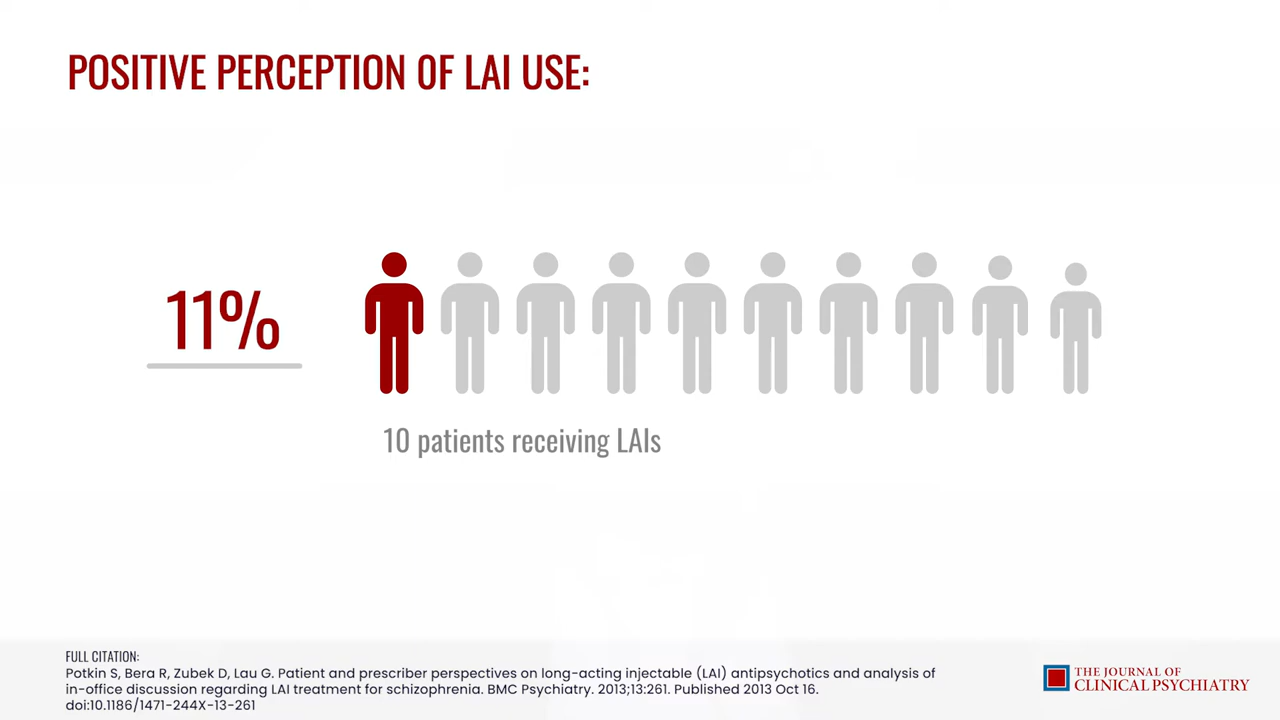 POSITIVE PERCEPTION OF LAI USE:
11%
10 patients receiving LAIs
FULL CITATION:
Potkin S, Bera R, Zubek D, Lau G. Patient and prescriber perspectives on long-acting injectable (LAI) antipsychotics and analysis of
in-office discussion regarding LAI treatment for schizophrenia. BMC Psychiatry. 2013;13:261. Published 2013 Oct 16.
doi:10.1186/1471-244X-13-261
THE JOURNAL OF
CLINICAL PSYCHIATRY